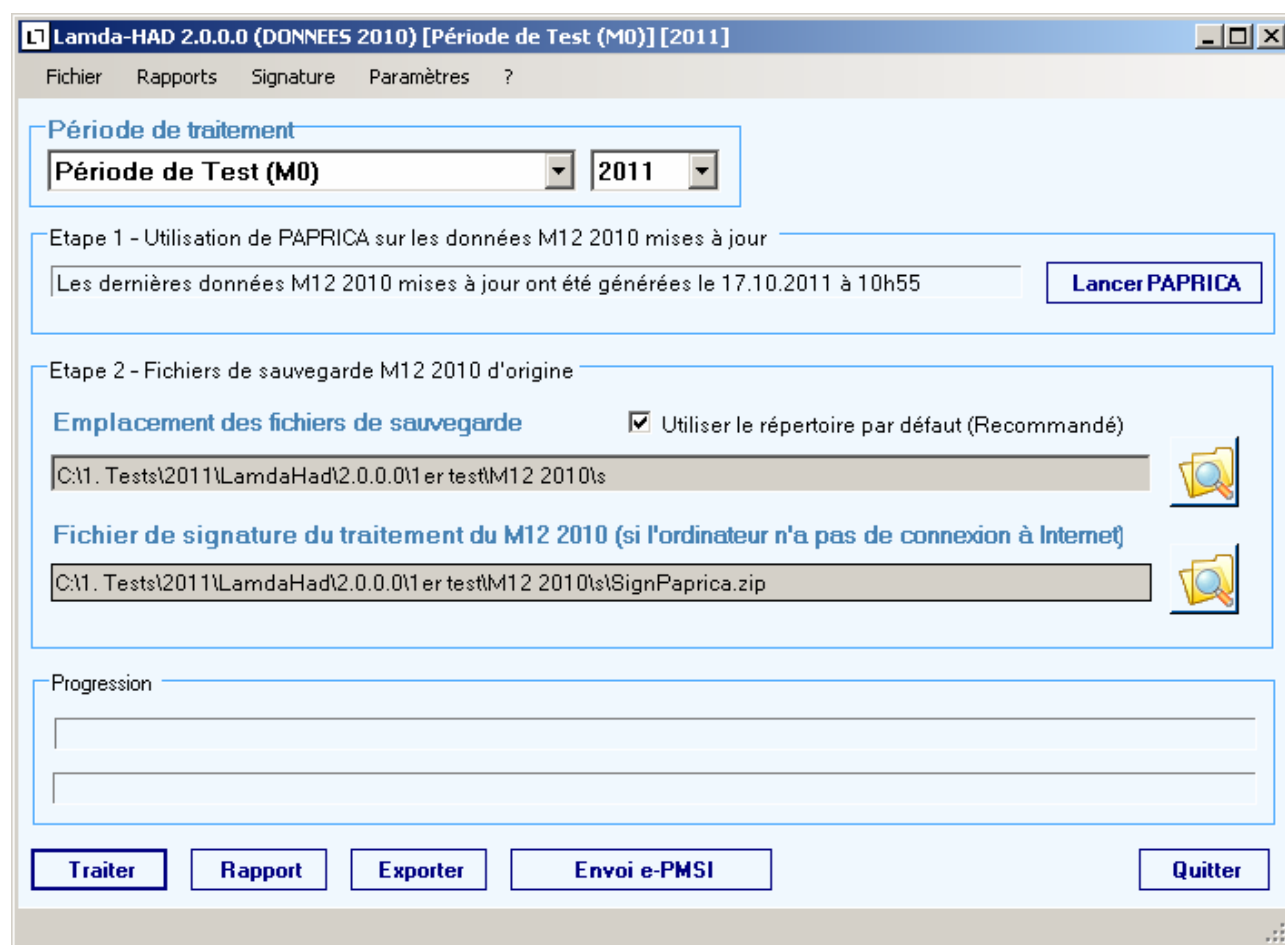 Lamda-HAD 2.0.0.0 (DONNEES 2010) [Période de Test (M0)] [2011]
Fichier Rapports Signature Paramètres ?
Période de traitement
Période de Test (M0) 2011
Etape 1 - Utilisation de PAPRICA sur les données M12 2010 mises à jour
Les dernières données M12 2010 mises à jour ont été générées le 17.10.2011 à 10h55 Lancer PAPRICA
Etape 2 - Fichiers de sauvegarde M12 2010 d'origine
Emplacement des fichiers de sauvegarde Utiliser le répertoire par défaut (Recommandé)
C:\1. Tests\2011\LamdaHad\2.0.0.0\1er test\M12 2010\s
Fichier de signature du traitement du M12 2010 (si l'ordinateur n'a pas de connexion à Internet)
C:\1. Tests\2011\LamdaHad\2.0.0.0\1er test\M12 2010\s\SignPaprica.zip
Progression
Traiter Rapport Exporter Envoi e-PMSI Quitter